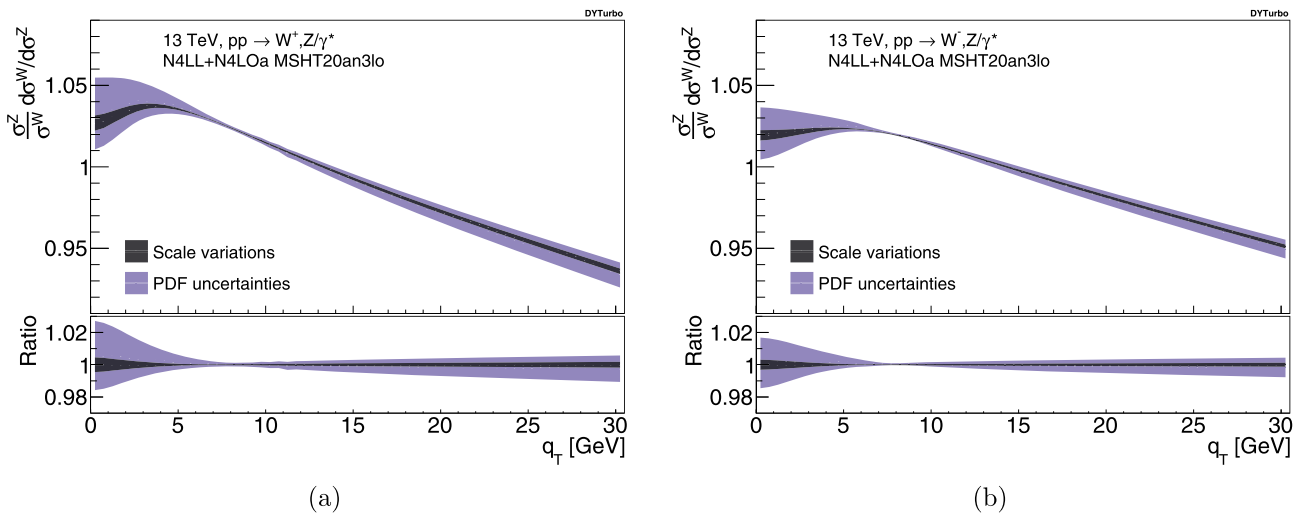 DYTurbo
13 TeV, pp → W⁺,Z/γ*
N4LL+N4LOa MSHT20an3lo
σᶻ/σᵂ dσᵂ/dσᶻ
1.05
1
0.95
Scale variations
PDF uncertainties
Ratio
1.02
1
0.98
0 5 10 15 20 25 30
q_T [GeV]
(a)
DYTurbo
13 TeV, pp → W⁻,Z/γ*
N4LL+N4LOa MSHT20an3lo
σᶻ/σᵂ dσᵂ/dσᶻ
1.05
1
0.95
Scale variations
PDF uncertainties
Ratio
1.02
1
0.98
0 5 10 15 20 25 30
q_T [GeV]
(b)